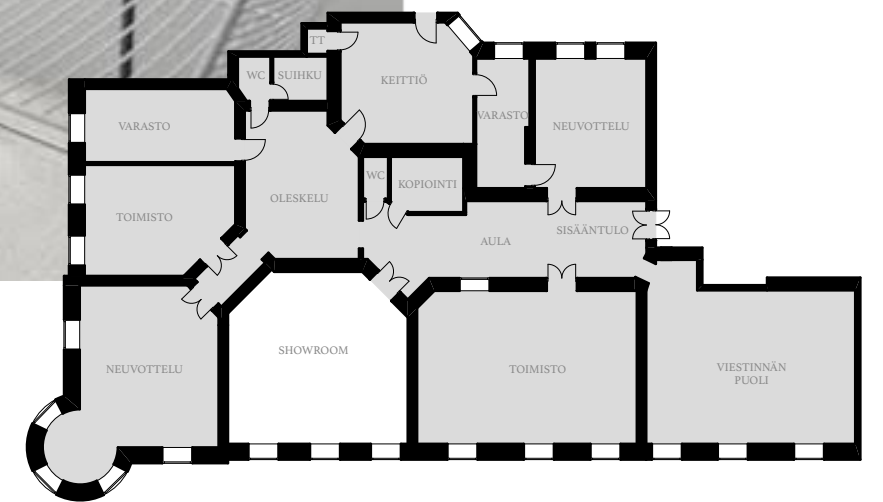 TT
KEITTIÖ
WC
SUIHKU
VARASTO
VARASTO
NEUVOTTELU
WC
KOPIOINTI
OLESKELU
TOIMISTO
AULA
SISÄÄNTULO
SHOWROOM
NEUVOTTELU
TOIMISTO
VIESTINNÄN
PUOLI